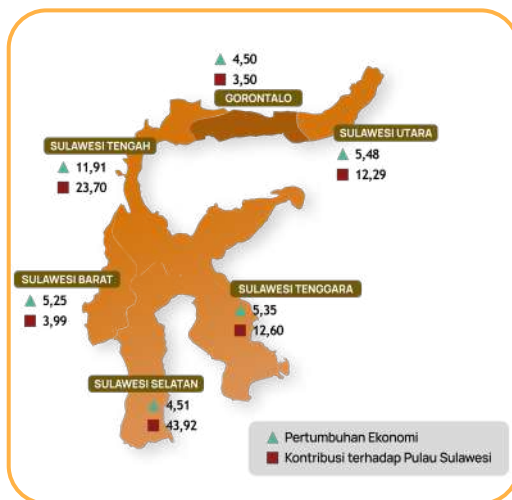 4,50
3,50
GORONTALO
SULAWESI UTARA
5,48
12,29
SULAWESI TENGAH
11,91
23,70
SULAWESI BARAT
5,25
3,99
SULAWESI TENGGARA
5,35
12,60
SULAWESI SELATAN
4,51
43,92
Pertumbuhan Ekonomi
Kontribusi terhadap Pulau Sulawesi